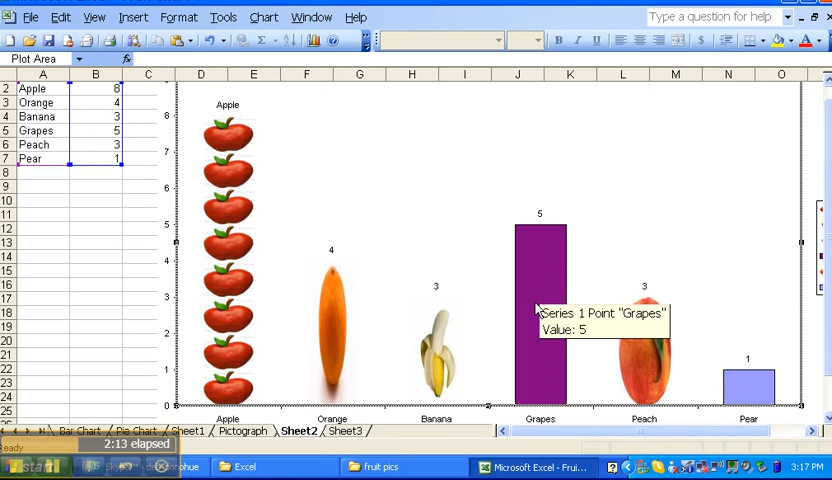 File Edit View Insert Format Tools Chart Window Help Type a question for help
B I U $
Plot Area fx
A B C D E F G H I J K L M N O
2 Apple 8
3 Orange 4
4 Banana 3
5 Grapes 5
6 Peach 3
7 Pear 1
8
9
10
11
12
13
14
15
16
17
18
19
20
21
22
23
24
25
Apple
8
7
6
5
4
3
2
1
0
4
3
5
3
1
Series 1 Point "Grapes"
Value: 5
Apple Orange Banana Grapes Peach Pear
Bar Chart Pie Chart Sheet1 Pictograph Sheet2 Sheet3
Ready
2:13 elapsed
start Excel fruit pics Microsoft Excel - Frui... 3:17 PM